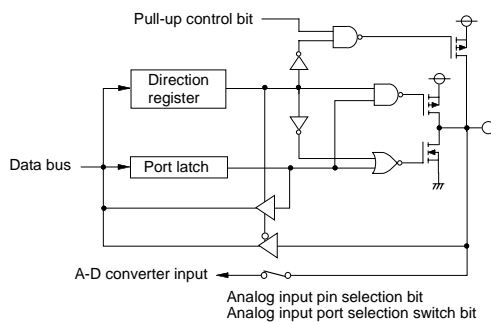 Pull-up control bit
Direction
register
Data bus
Port latch
A-D converter input
Analog input pin selection bit
Analog input port selection switch bit